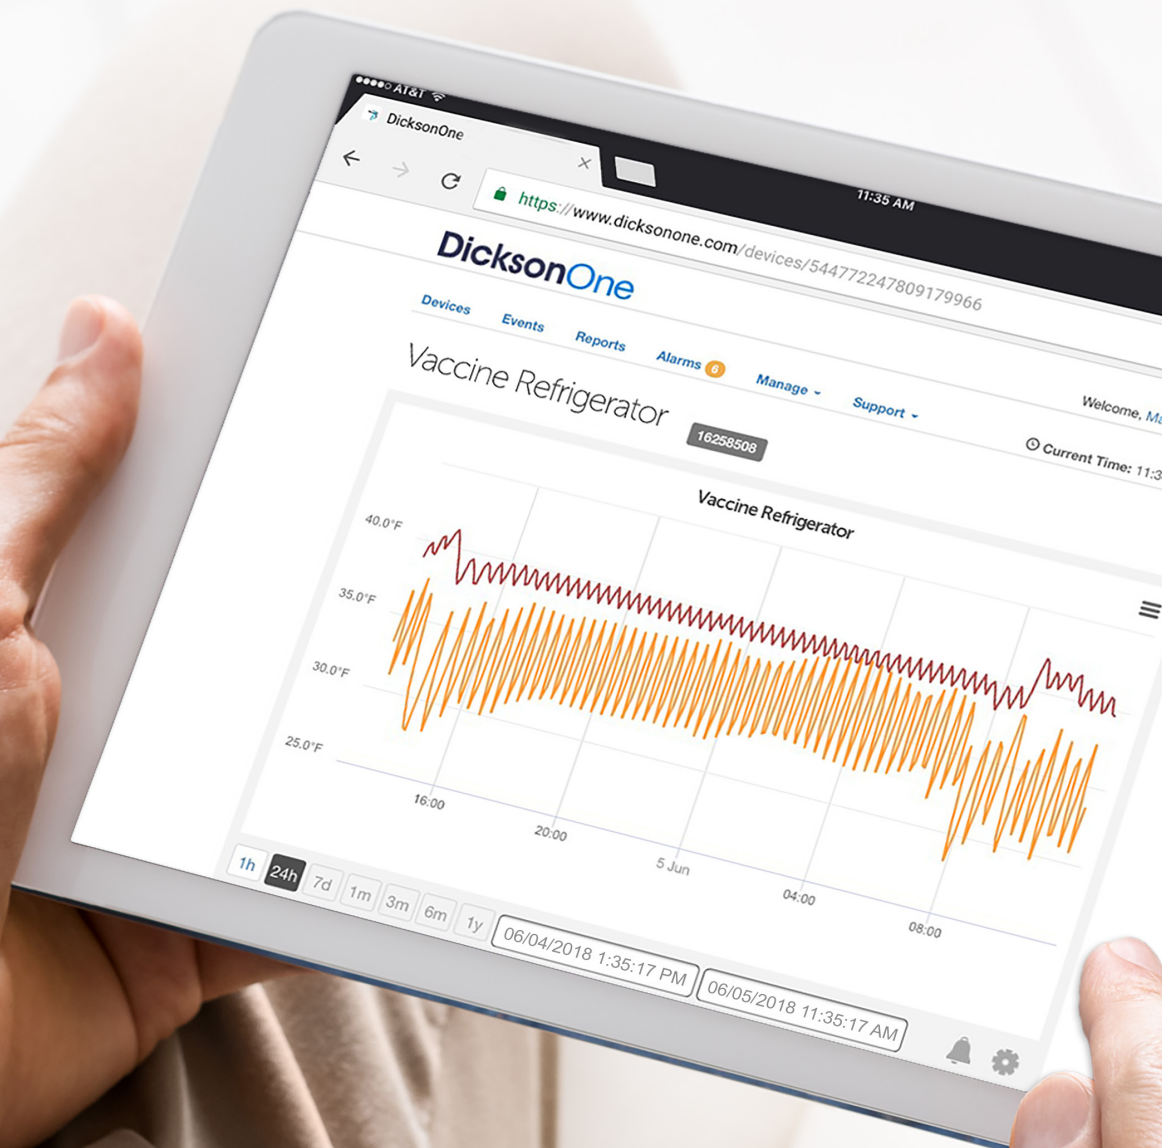 AT&T
11:35 AM
DicksonOne
https://www.dicksonone.com/devices/544772247809179966
DicksonOne
Devices Events Reports Alarms 6 Manage Support
Welcome,
Current Time:
Vaccine Refrigerator 16258508
Vaccine Refrigerator
40.0°F
35.0°F
30.0°F
25.0°F
16:00 20:00 5 Jun 04:00 08:00
1h 24h 7d 1m 3m 6m 1y 06/04/2018 1:35:17 PM 06/05/2018 11:35:17 AM